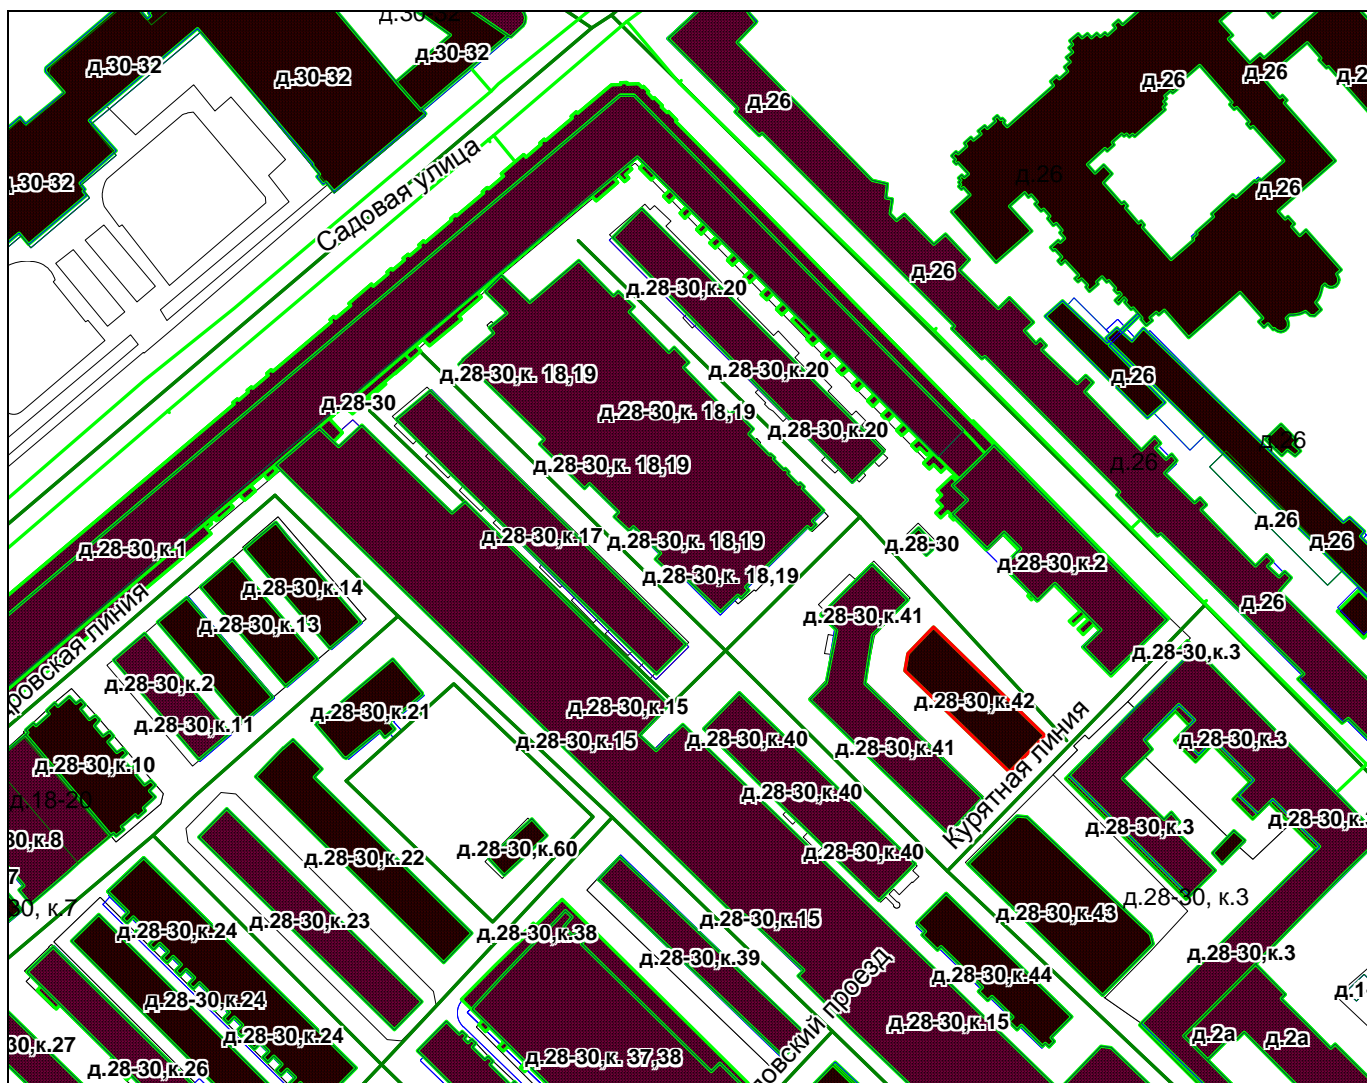 д.30-32
д.30-32
д.30-32
д.30-32
д.26
д.26
д.26
д.26
д.26
д.26
Садовая улица
д.26
д.28-30,к.20
д.28-30,к. 18,19
д.28-30,к.20
д.26
д.28-30
д.28-30,к. 18,19
д.28-30,к.20
д.26
д.28-30,к. 18,19
д.26
д.26
д.28-30,к.1
д.28-30,к.17
д.28-30,к. 18,19
д.28-30
д.26
д.28-30,к.2
д.28-30,к. 18,19
д.28-30,к.14
д.26
д.28-30,к.13
д.28-30,к.41
д.28-30,к.3
д.28-30,к.2
д.28-30,к.42
д.28-30,к.15
д.28-30,к.21
д.28-30,к.11
д.28-30,к.15
д.28-30,к.40
д.28-30,к.3
д.28-30,к.41
д.28-30,к.10
Курятная линия
д.28-30,к.40
д.18-20
д.28-30,к.3
д.28-30,к.60
д.28-30,к.40
д.28-30,к.22
д.28-30, к.3
д.28-30,к.43
д.28-30,к.15
д.28-30,к.23
д.28-30,к.24
д.28-30,к.38
д.28-30,к.3
д.28-30,к.39
д.28-30,к.44
д.28-30,к.24
д.28-30,к.15
д.28-30,к.24
д.2а
д.2а
д.28-30,к. 37,38
д.28-30,к.26
проезд
линия